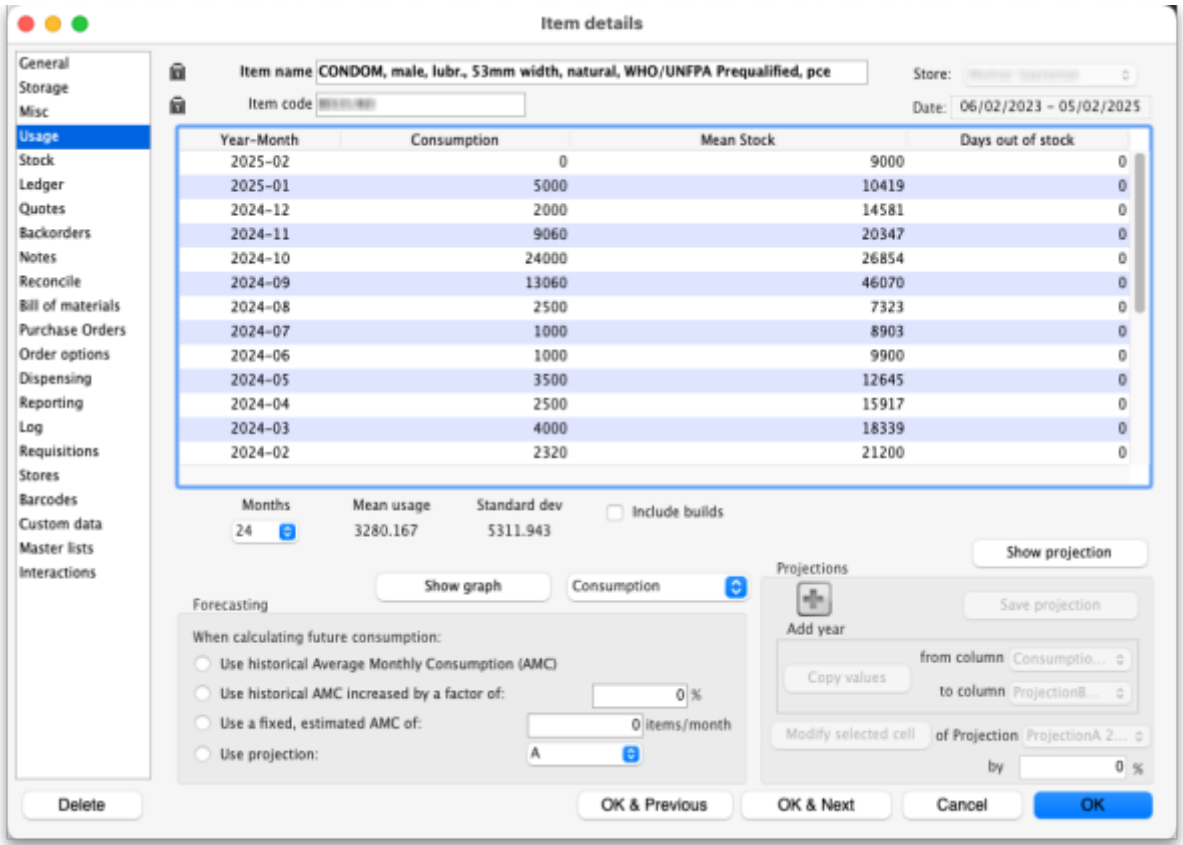 Item details
General
Storage
Misc
Usage
Stock
Ledger
Quotes
Backorders
Notes
Reconcile
Bill of materials
Purchase Orders
Order options
Dispensing
Reporting
Log
Requisitions
Stores
Barcodes
Custom data
Master lists
Interactions
Item name CONDOM, male, lubr., 53mm width, natural, WHO/UNFPA Prequalified, pce
Store:
Item code
Date: 06/02/2023 - 05/02/2025
Year-Month Consumption Mean Stock Days out of stock
2025-02 0 9000 0
2025-01 5000 10419 0
2024-12 2000 14581 0
2024-11 9060 20347 0
2024-10 24000 26854 0
2024-09 13060 46070 0
2024-08 2500 7323 0
2024-07 1000 8903 0
2024-06 1000 9900 0
2024-05 3500 12645 0
2024-04 2500 15917 0
2024-03 4000 18339 0
2024-02 2320 21200 0
Months Mean usage Standard dev Include builds
24 3280.167 5311.943
Show projection
Show graph Consumption
Forecasting
When calculating future consumption:
Use historical Average Monthly Consumption (AMC)
Use historical AMC increased by a factor of: 0 %
Use a fixed, estimated AMC of: 0 items/month
Use projection: A
Projections
Add year
Save projection
Copy values
from column Consumptio...
to column ProjectionB...
Modify selected cell of Projection ProjectionA 2...
by 0 %
Delete OK & Previous OK & Next Cancel OK